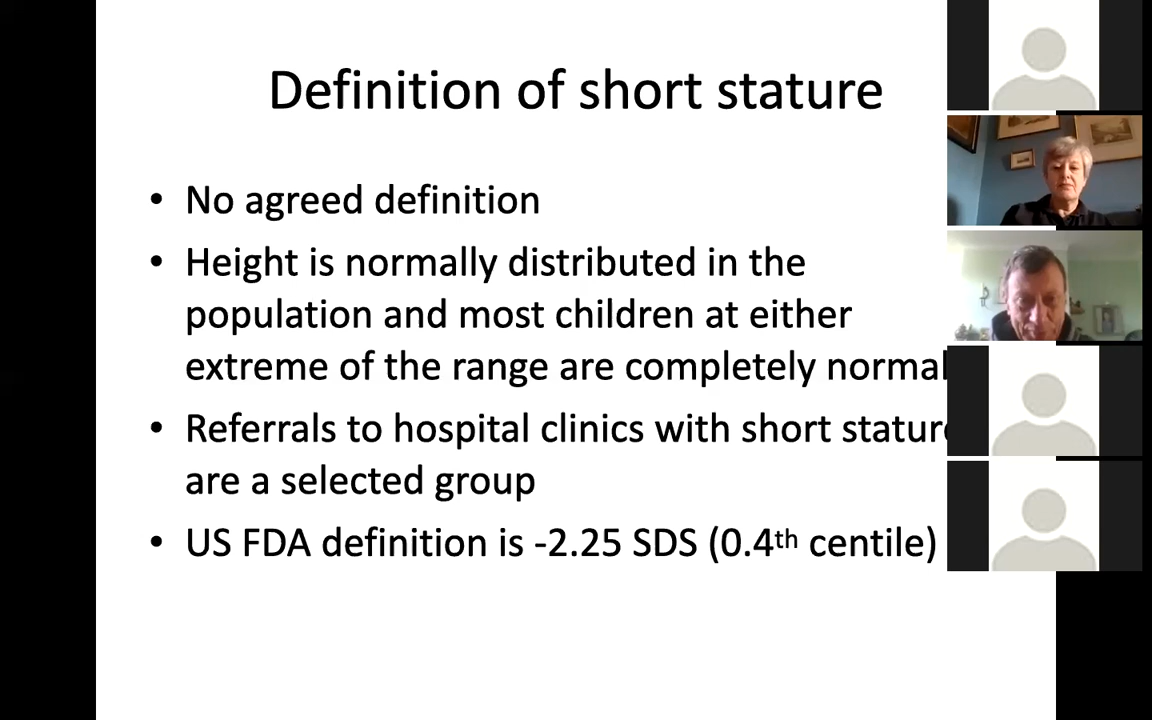 Definition of short stature
• No agreed definition
• Height is normally distributed in the
population and most children at either
extreme of the range are completely normal
• Referrals to hospital clinics with short stature
are a selected group
• US FDA definition is -2.25 SDS (0.4th centile)